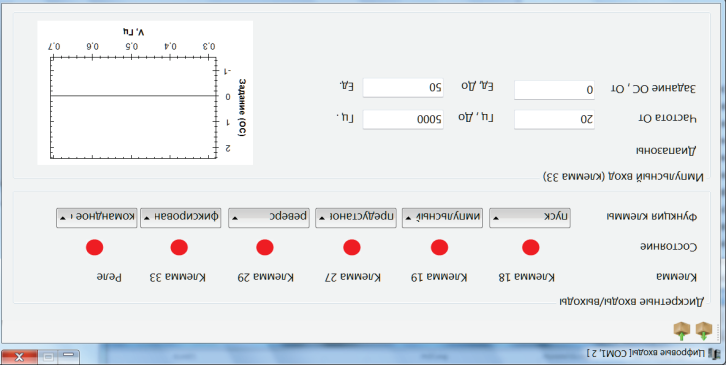 Цифровые входы[ COM1, 2 ]
Дискретные входы/выходы
Клемма Клемма 18 Клемма 19 Клемма 27 Клемма 29 Клемма 33 Реле
Состояние
Функция клеммы пуск импульсный предустанов реверс фиксирован командное
Импульсный вход (клемма 33)
Диапазоны
Частота От 20 Гц , До 5000 Гц .
Задание ОС , От 0 Ед, До 50 Ед.
Задание (ОС)
2
1
0
-1
0.3 0.4 0.5 0.6 0.7
V, Гц